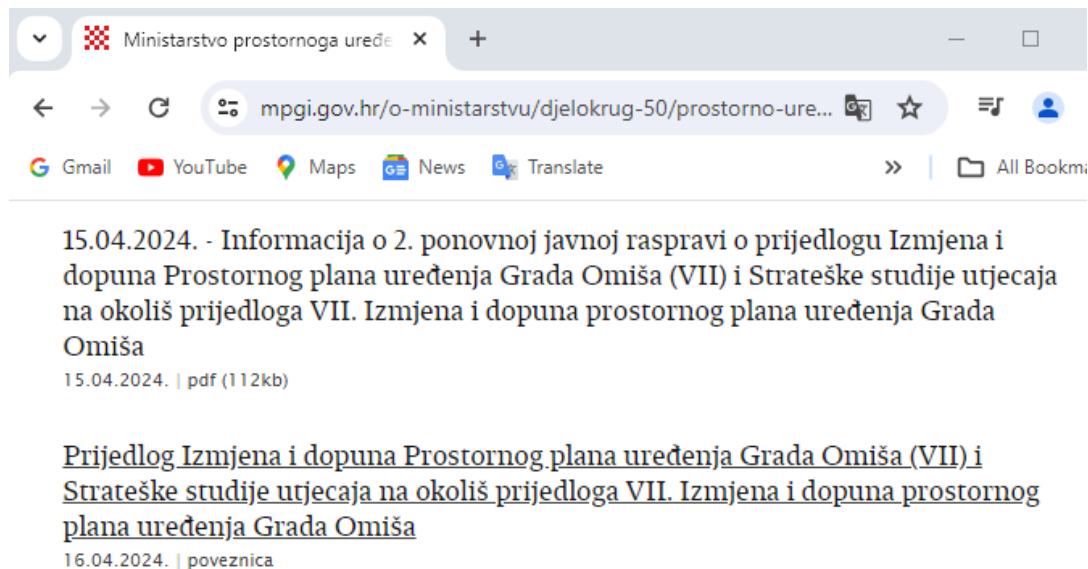 Ministarstvo prostornoga uređe
mpgi.gov.hr/o-ministarstvu/djelokrug-50/prostorno-ure...
Gmail YouTube Maps GE News Translate All Bookma
15.04.2024. - Informacija o 2. ponovnoj javnoj raspravi o prijedlogu Izmjena i
dopuna Prostornog plana uređenja Grada Omiša (VII) i Strateške studije utjecaja
na okoliš prijedloga VII. Izmjena i dopuna prostornog plana uređenja Grada
Omiša
15.04.2024. | pdf (112kb)
Prijedlog Izmjena i dopuna Prostornog plana uređenja Grada Omiša (VII) i
Strateške studije utjecaja na okoliš prijedloga VII. Izmjena i dopuna prostornog
plana uređenja Grada Omiša
16.04.2024. | poveznica